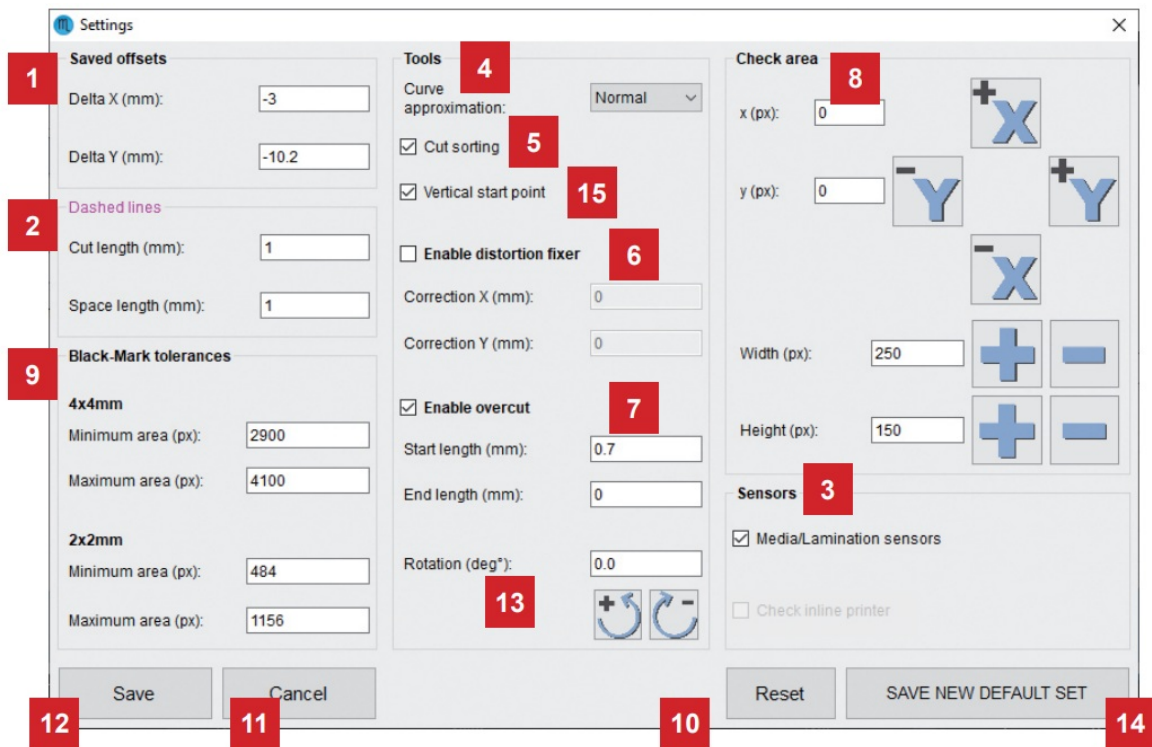 Settings
1
Saved offsets
Delta X (mm): -3
Delta Y (mm): -10.2
2
Dashed lines
Cut length (mm): 1
Space length (mm): 1
9
Black-Mark tolerances
4x4mm
Minimum area (px): 2900
Maximum area (px): 4100
2x2mm
Minimum area (px): 484
Maximum area (px): 1156
Tools
4
Curve
approximation: Normal
Cut sorting
5
Vertical start point
15
Enable distortion fixer
6
Correction X (mm): 0
Correction Y (mm): 0
Enable overcut
7
Start length (mm): 0.7
End length (mm): 0
Rotation (deg°): 0.0
13
+ -
Check area
8
x (px): 0
+X
y (px): 0
-Y +Y
-X
Width (px): 250 + -
Height (px): 150 + -
Sensors
3
Media/Lamination sensors
Check inline printer
Save
Cancel
Reset
SAVE NEW DEFAULT SET
12
11
10
14